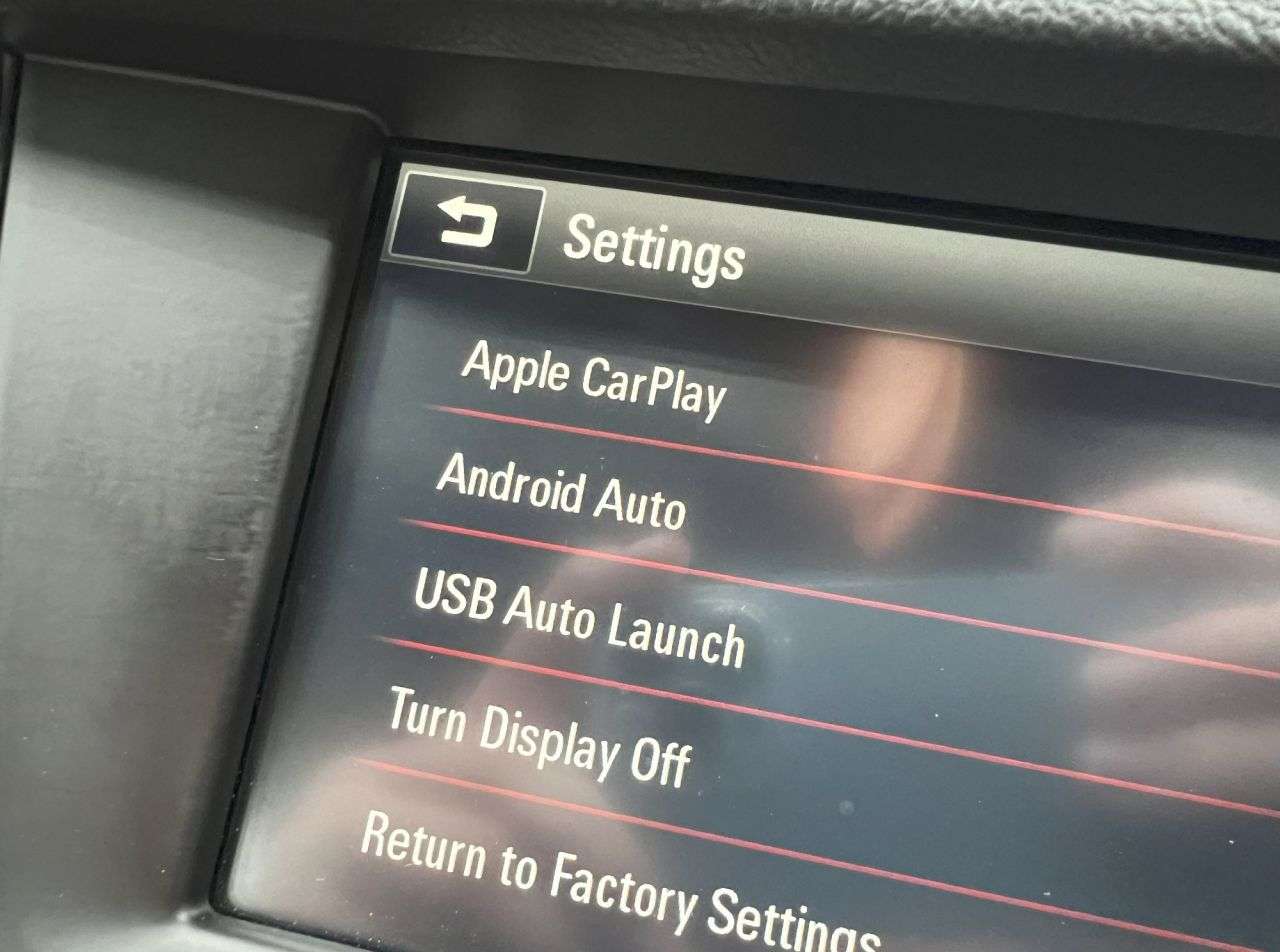 Settings
Apple CarPlay
Android Auto
USB Auto Launch
Turn Display Off
Return to Factory Settings